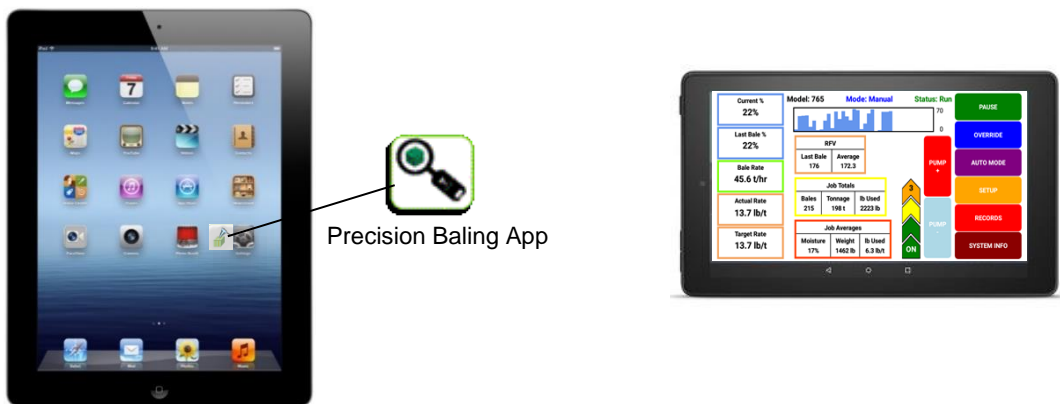 7
Precision Baling App
Current %
22%
Last Bale %
22%
Bale Rate
45.6 t/hr
Actual Rate
13.7 lb/t
Target Rate
13.7 lb/t
Model: 765 Mode: Manual Status: Run
70
0
RFV
Last Bale Average
176 172.3
Job Totals
Bales Tonnage lb Used
215 198 t 2223 lb
Job Averages
Moisture Weight lb Used
17% 1462 lb 6.3 lb/t
3
ON
PUMP
+
PUMP
-
PAUSE
OVERRIDE
AUTO MODE
SETUP
RECORDS
SYSTEM INFO